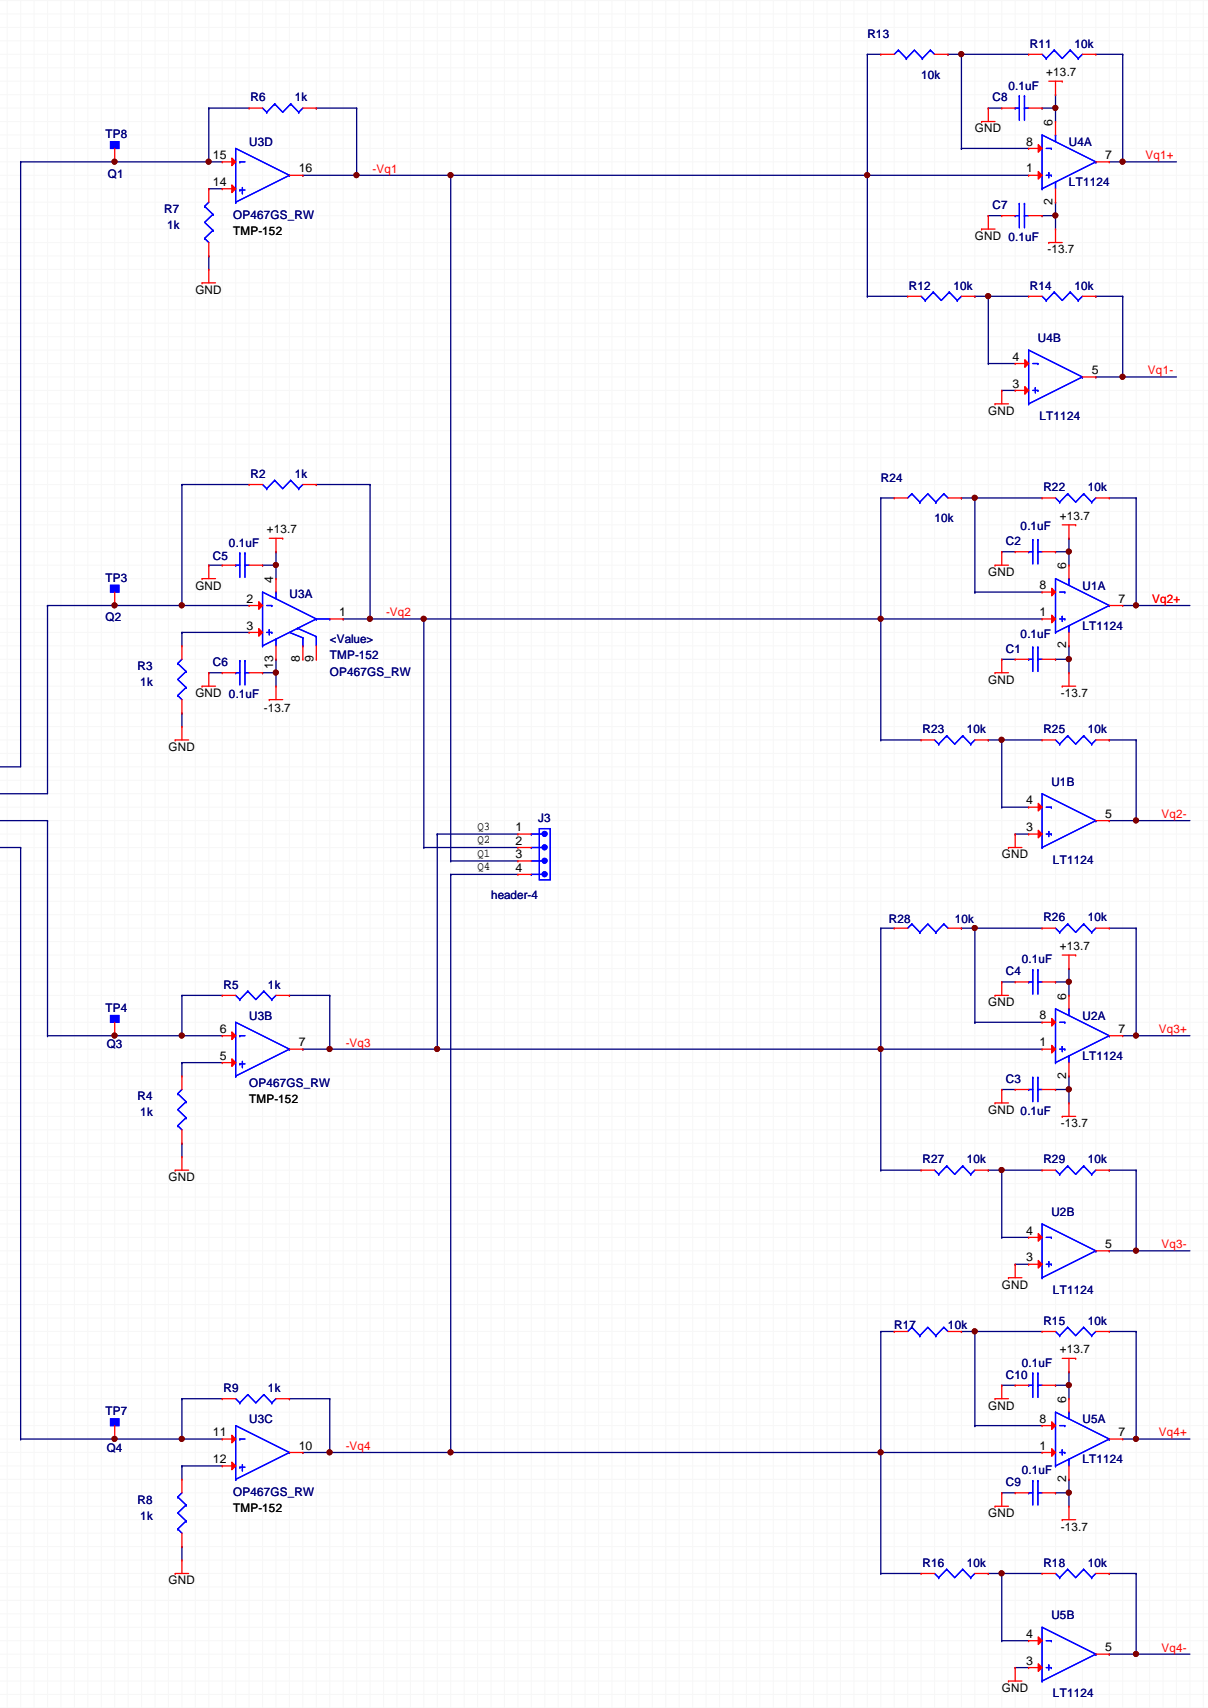 R13
10k
R11 10k
+13.7
0.1uF
C8
GND
6
8
U4A
7
Vq1+
1
LT1124
2
C7
GND 0.1uF
-13.7
R6 1k
TP8
Q1
U3D
15
16
-Vq1
14
R7
1k
OP467GS_RW
TMP-152
GND
R12 10k
R14 10k
U4B
4
5
Vq1-
3
GND
LT1124
R2 1k
+13.7
0.1uF
C5
GND
4
TP3
Q2
U3A
2
1
-Vq2
3
<Value>
TMP-152
OP467GS_RW
13
8
9
R3
1k
C6
GND
0.1uF
-13.7
GND
R24
10k
R22 10k
+13.7
0.1uF
C2
GND
6
8
U1A
7
Vq2+
1
LT1124
2
0.1uF
C1
GND
-13.7
R23 10k
R25 10k
U1B
4
5
Vq2-
3
GND
LT1124
J3
Q3 1
Q2 2
Q1 3
Q4 4
header-4
R5 1k
TP4
Q3
U3B
6
7
-Vq3
5
R4
1k
OP467GS_RW
TMP-152
GND
R28 10k
R26 10k
+13.7
0.1uF
C4
GND
6
8
U2A
7
Vq3+
1
LT1124
2
C3
GND 0.1uF
-13.7
R27 10k
R29 10k
U2B
4
5
Vq3-
3
GND
LT1124
R9 1k
TP7
Q4
U3C
11
10
-Vq4
12
R8
1k
OP467GS_RW
TMP-152
GND
R17 10k
R15 10k
+13.7
0.1uF
C10
GND
6
8
U5A
7
Vq4+
1
LT1124
2
0.1uF
C9
GND
-13.7
R16 10k
R18 10k
U5B
4
5
Vq4-
3
GND
LT1124